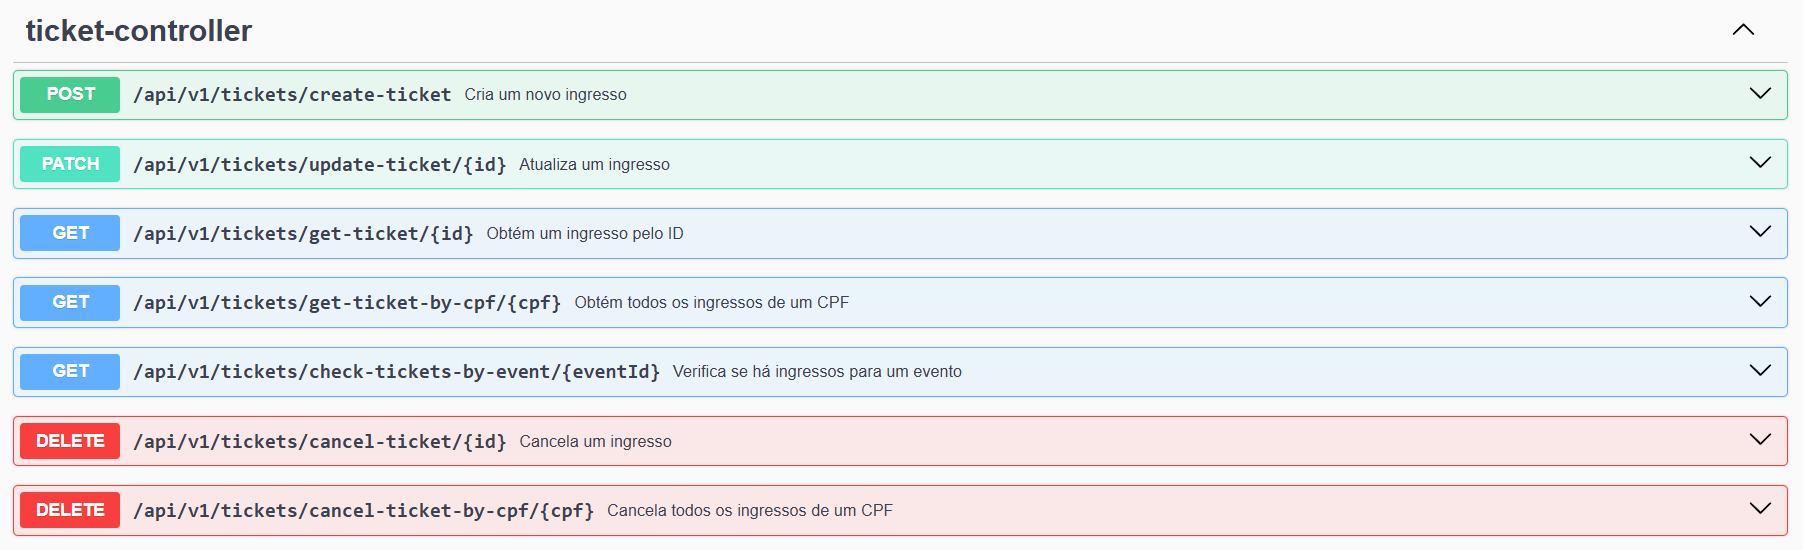 ticket-controller
POST /api/v1/tickets/create-ticket Cria um novo ingresso
PATCH /api/v1/tickets/update-ticket/{id} Atualiza um ingresso
GET /api/v1/tickets/get-ticket/{id} Obtém um ingresso pelo ID
GET /api/v1/tickets/get-ticket-by-cpf/{cpf} Obtém todos os ingressos de um CPF
GET /api/v1/tickets/check-tickets-by-event/{eventId} Verifica se há ingressos para um evento
DELETE /api/v1/tickets/cancel-ticket/{id} Cancela um ingresso
DELETE /api/v1/tickets/cancel-ticket-by-cpf/{cpf} Cancela todos os ingressos de um CPF